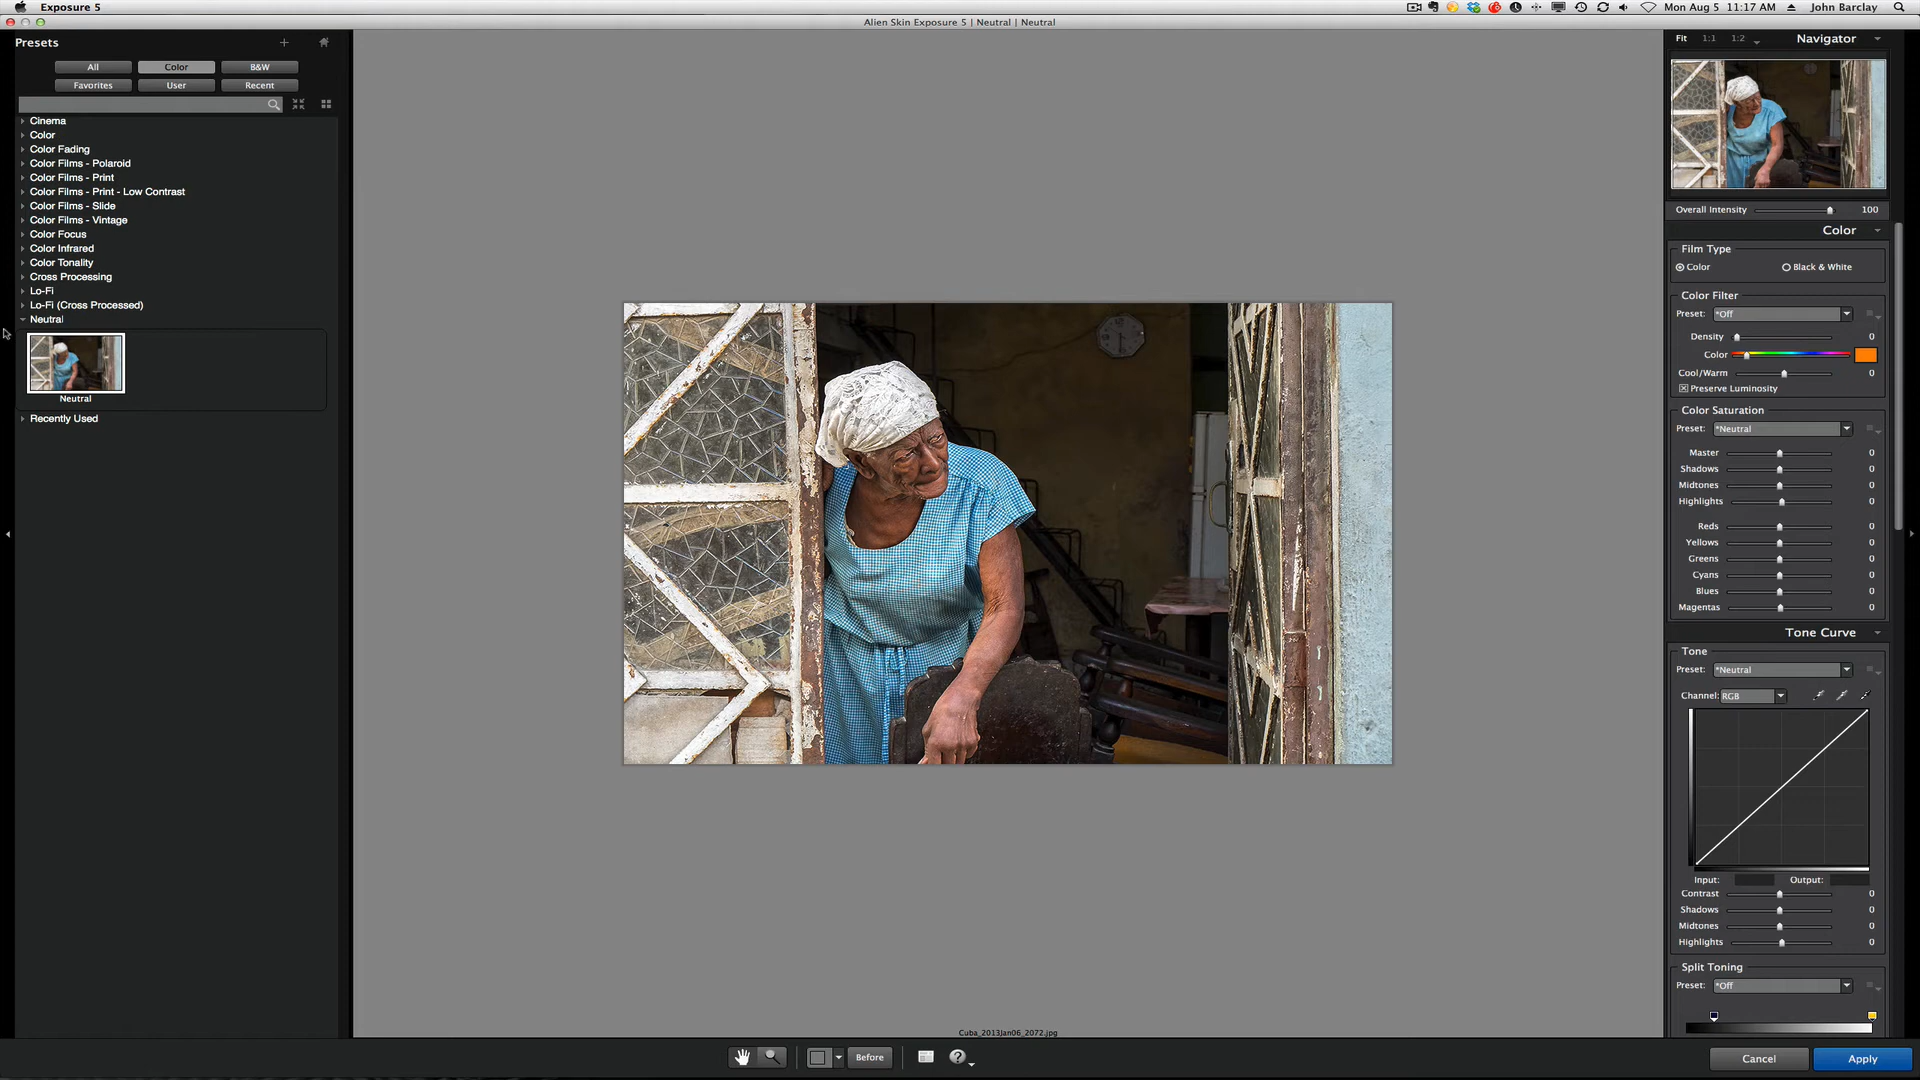 Exposure 5
Mon Aug 5 11:17 AM
John Barclay
Alien Skin Exposure 5 | Neutral | Neutral
Presets
All
Color
B&W
Favorites
User
Recent
Cinema
Color
Color Fading
Color Films - Polaroid
Color Films - Print
Color Films - Print - Low Contrast
Color Films - Slide
Color Films - Vintage
Color Focus
Color Infrared
Color Tonality
Cross Processing
Lo-Fi
Lo-Fi (Cross Processed)
Neutral
Neutral
Recently Used
Cuba_2013Jan06_2072.jpg
Before
?
Fit 1:1 1:2
Navigator
Overall Intensity 100
Color
Film Type
Color Black & White
Color Filter
Preset: *Off
Density 0
Color
Cool/Warm 0
Preserve Luminosity
Color Saturation
Preset: *Neutral
Master 0
Shadows 0
Midtones 0
Highlights 0
Reds 0
Yellows 0
Greens 0
Cyans 0
Blues 0
Magentas 0
Tone Curve
Tone
Preset: *Neutral
Channel: RGB
Input: Output:
Contrast 0
Shadows 0
Midtones 0
Highlights 0
Split Toning
Preset: *Off
Cancel
Apply